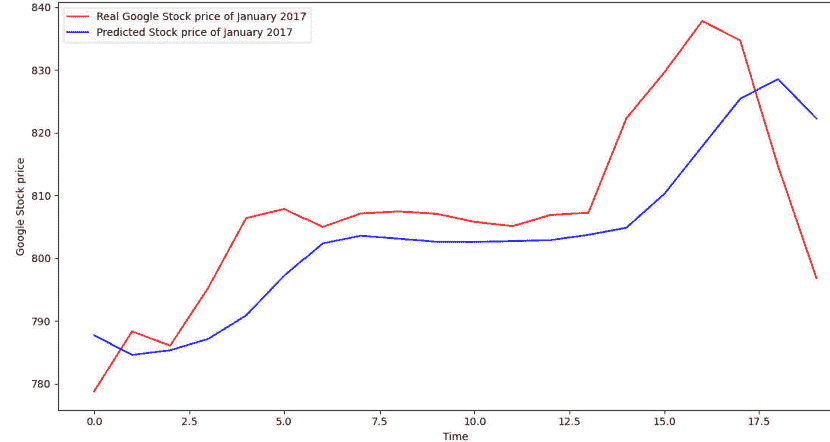 Real Google Stock price of January 2017
Predicted Stock price of January 2017
Google Stock price
840
830
820
810
800
790
780
0.0 2.5 5.0 7.5 10.0 12.5 15.0 17.5
Time